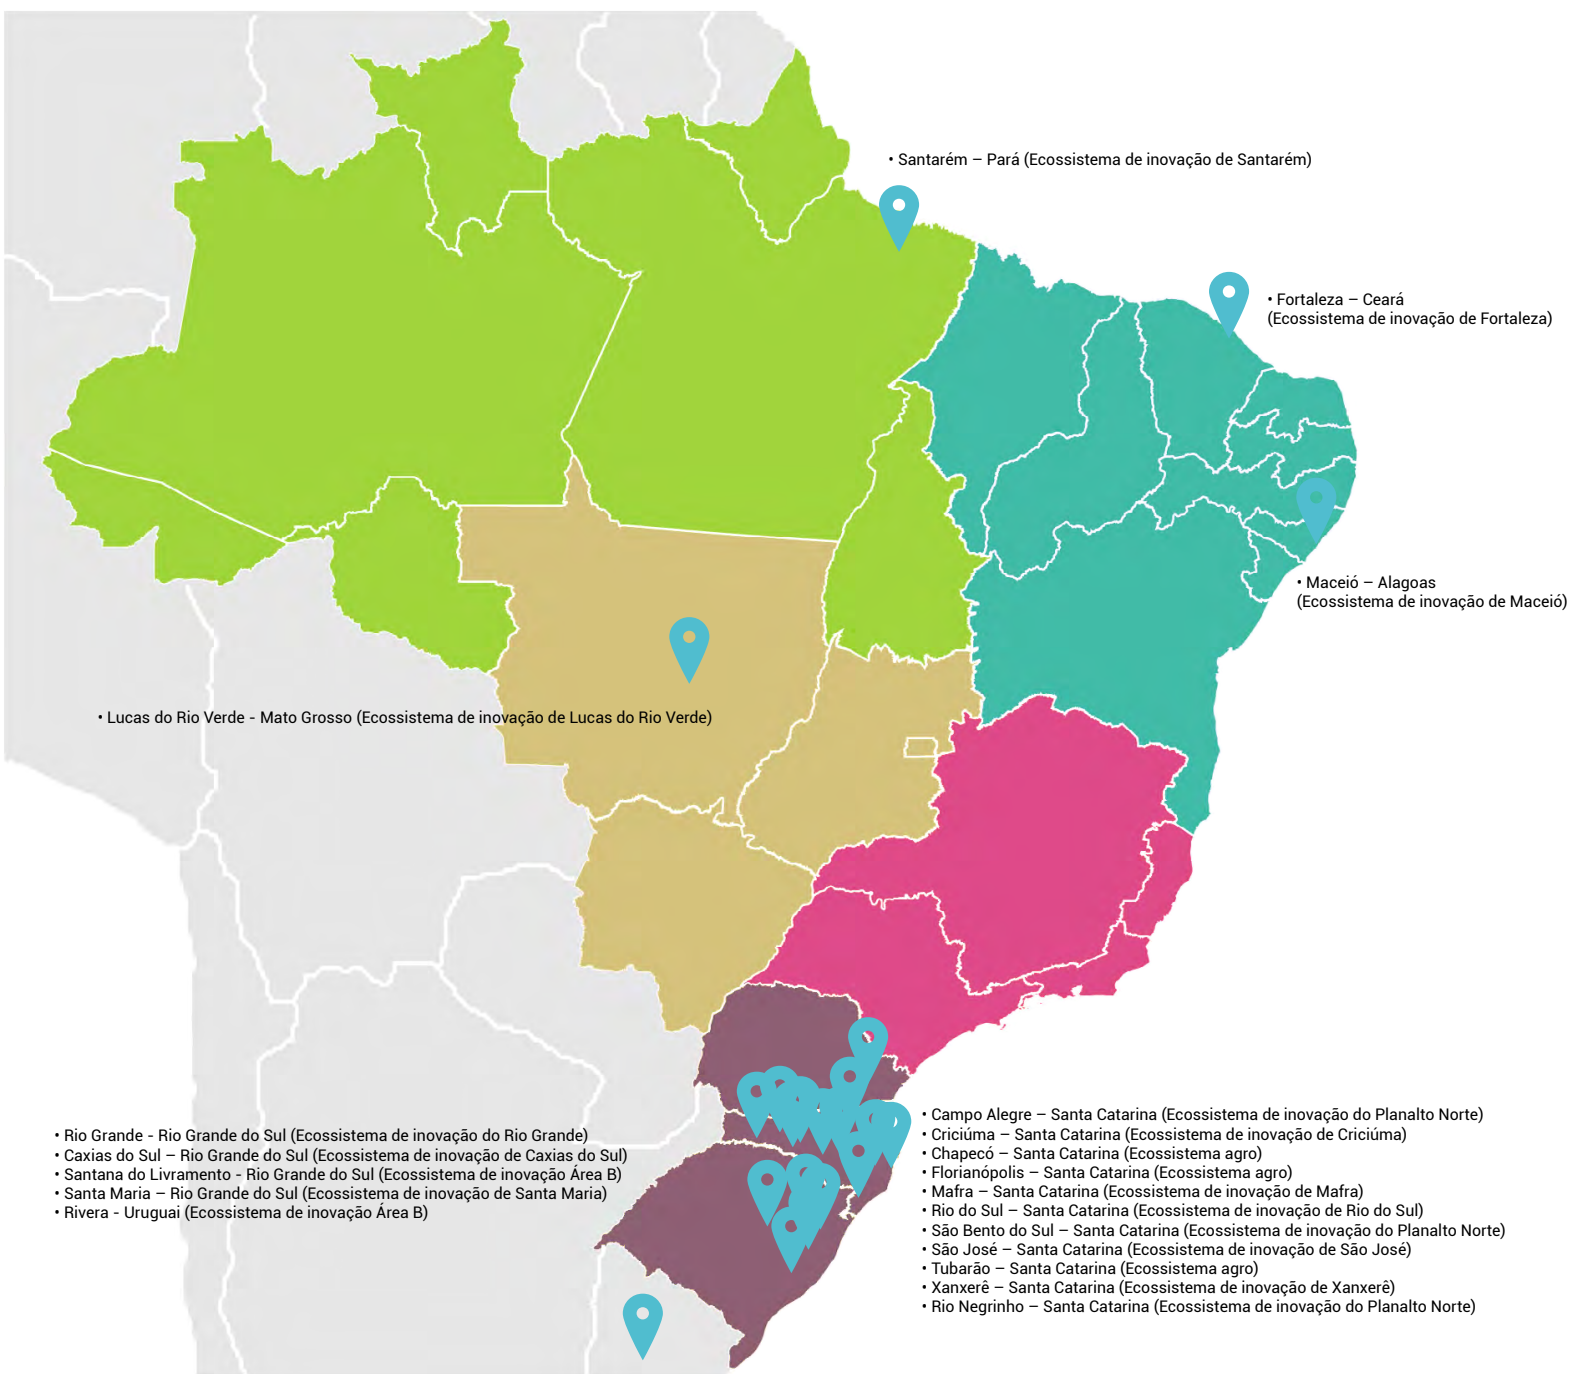 • Santarém – Pará (Ecossistema de inovação de Santarém)
• Fortaleza – Ceará
(Ecossistema de inovação de Fortaleza)
• Maceió – Alagoas
(Ecossistema de inovação de Maceió)
• Lucas do Rio Verde - Mato Grosso (Ecossistema de inovação de Lucas do Rio Verde)
• Rio Grande - Rio Grande do Sul (Ecossistema de inovação do Rio Grande)
• Caxias do Sul – Rio Grande do Sul (Ecossistema de inovação de Caxias do Sul)
• Santana do Livramento - Rio Grande do Sul (Ecossistema de inovação Área B)
• Santa Maria – Rio Grande do Sul (Ecossistema de inovação de Santa Maria)
• Rivera - Uruguai (Ecossistema de inovação Área B)
• Campo Alegre – Santa Catarina (Ecossistema de inovação do Planalto Norte)
• Criciúma – Santa Catarina (Ecossistema de inovação de Criciúma)
• Chapecó – Santa Catarina (Ecossistema agro)
• Florianópolis – Santa Catarina (Ecossistema agro)
• Mafra – Santa Catarina (Ecossistema de inovação de Mafra)
• Rio do Sul – Santa Catarina (Ecossistema de inovação de Rio do Sul)
• São Bento do Sul – Santa Catarina (Ecossistema de inovação do Planalto Norte)
• São José – Santa Catarina (Ecossistema de inovação de São José)
• Tubarão – Santa Catarina (Ecossistema agro)
• Xanxerê – Santa Catarina (Ecossistema de inovação de Xanxerê)
• Rio Negrinho – Santa Catarina (Ecossistema de inovação do Planalto Norte)